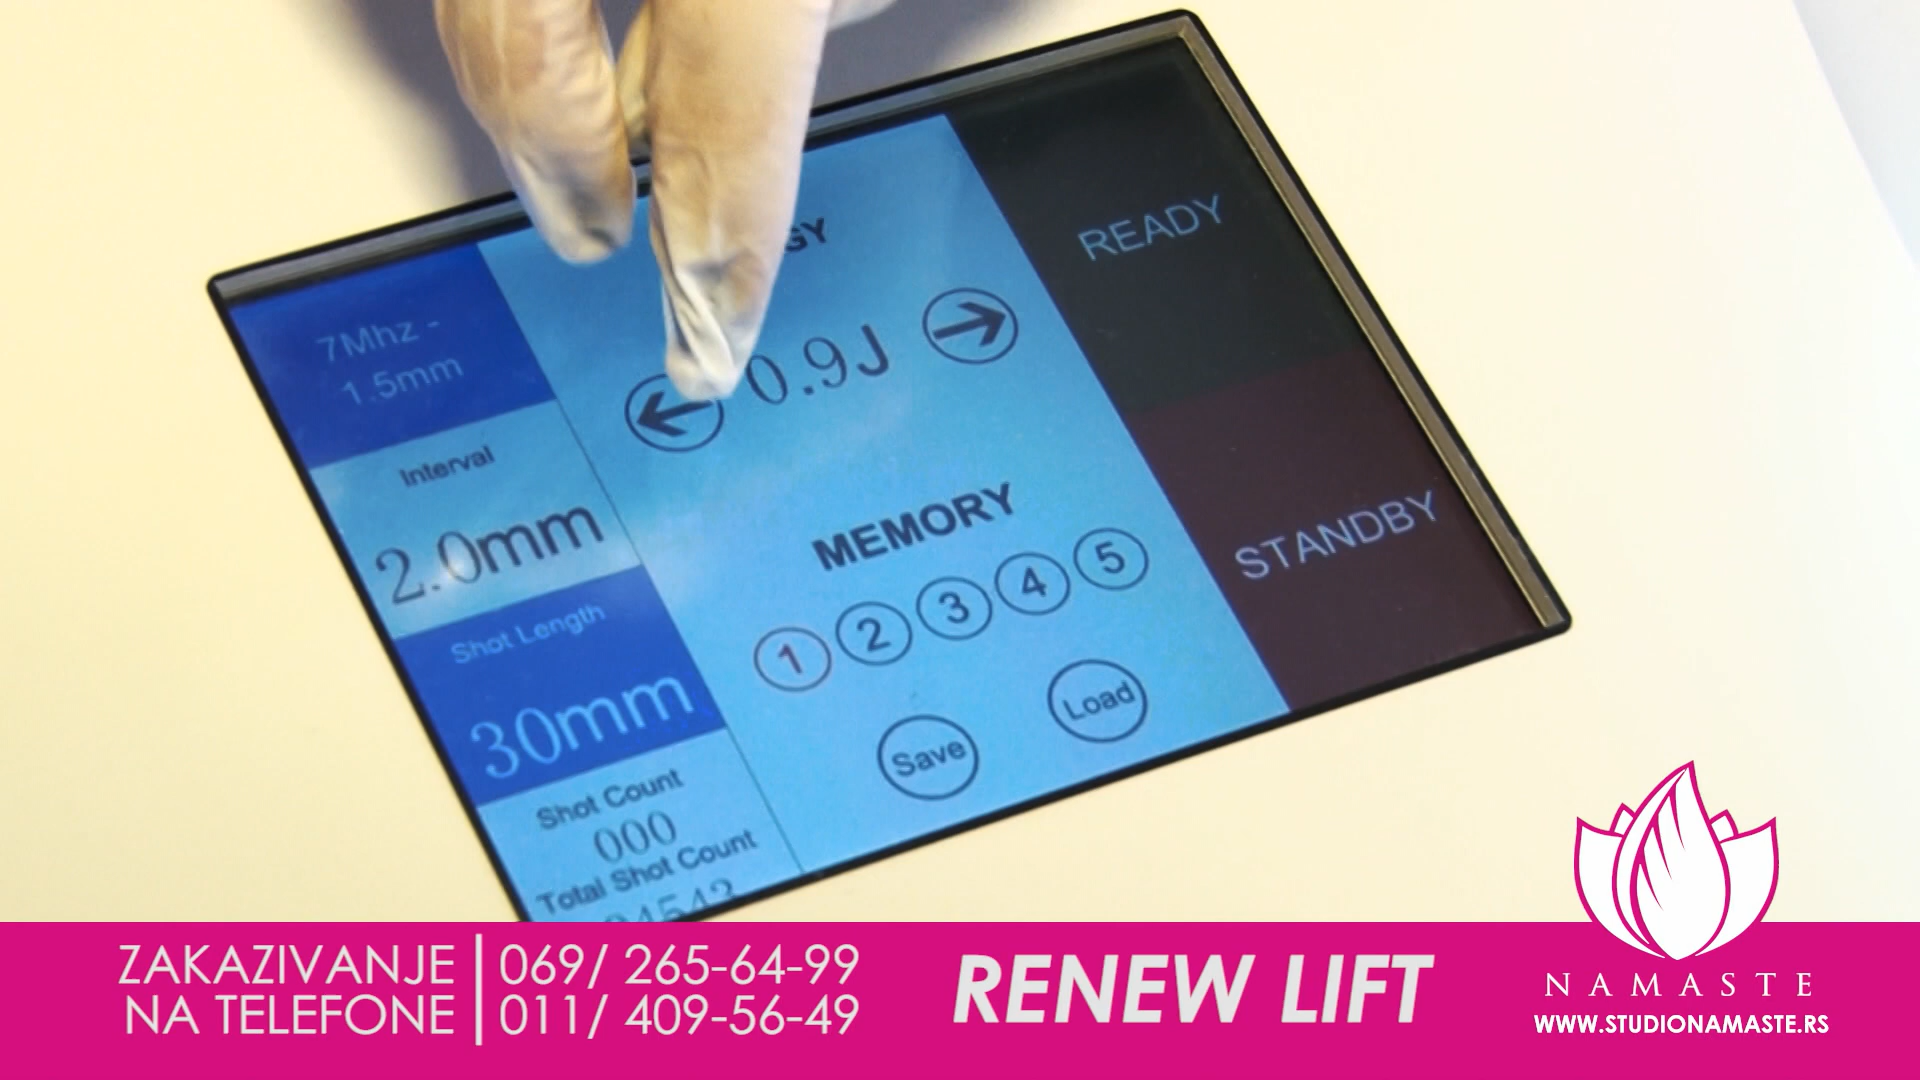 READY
7Mhz -
1.5mm
0.9J
Interval
2.0mm
MEMORY
1 2 3 4 5
STANDBY
Shot Length
30mm
Save Load
Shot Count
000
Total Shot Count
ZAKAZIVANJE
NA TELEFONE
069/ 265-64-99
011/ 409-56-49
RENEW LIFT
NAMASTE
WWW.STUDIONAMASTE.RS